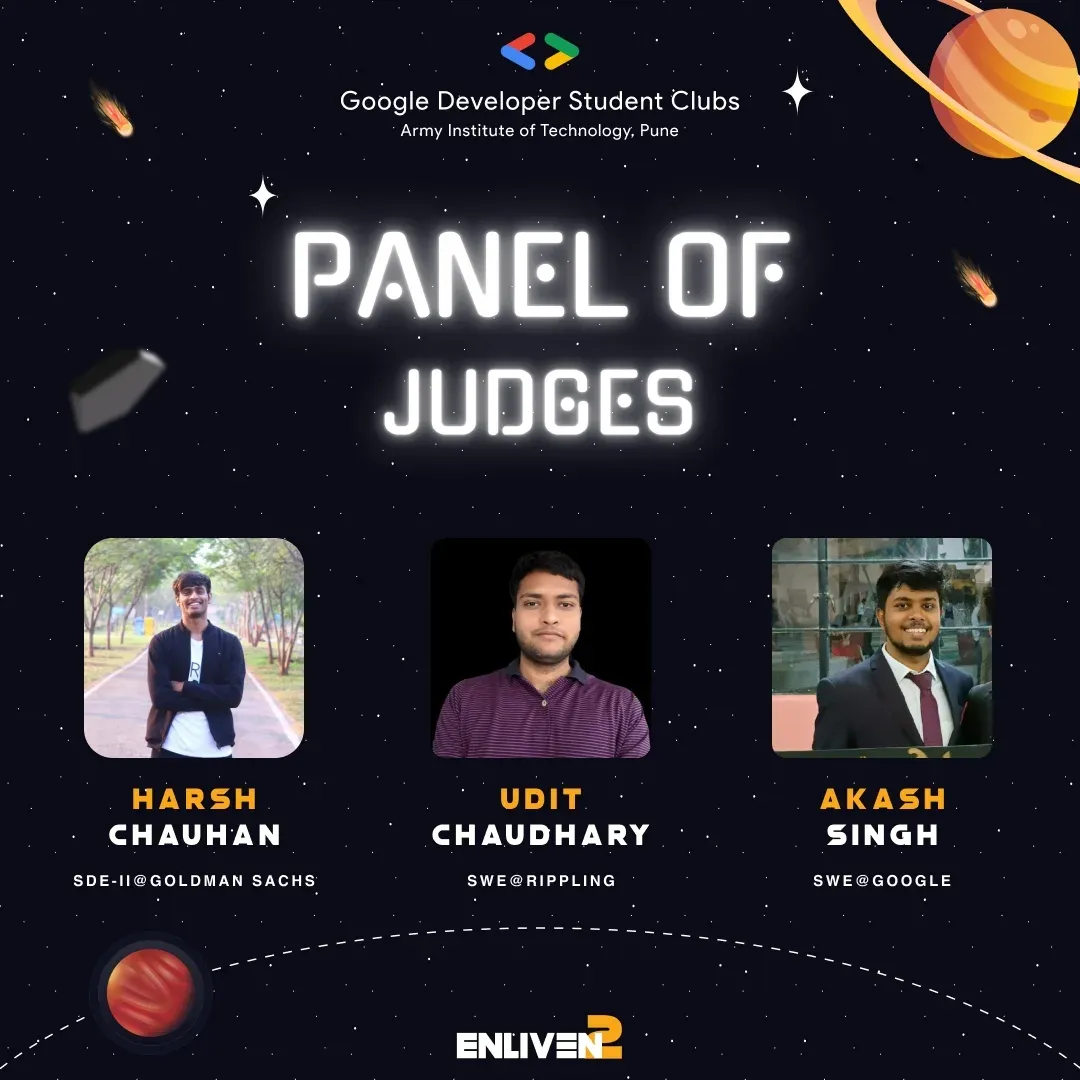 Google Developer Student Clubs
Army Institute of Technology, Pune
PANEL OF
JUDGES
HARSH
CHAUHAN
SDE-II@GOLDMAN SACHS
UDIT
CHAUDHARY
SWE@RIPPLING
AKASH
SINGH
SWE@GOOGLE
ENLIVEN2